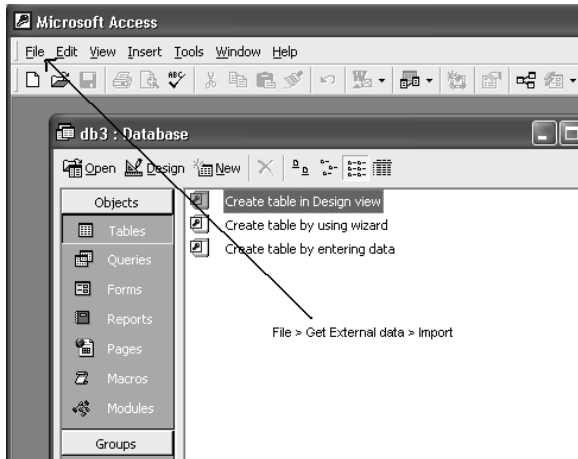 Microsoft Access
File Edit View Insert Tools Window Help
ABC
db3 : Database
Open Design New
Objects
Create table in Design view
Tables
Create table by using wizard
Queries
Create table by entering data
Forms
Reports
File > Get External data > Import
Pages
Macros
Modules
Groups